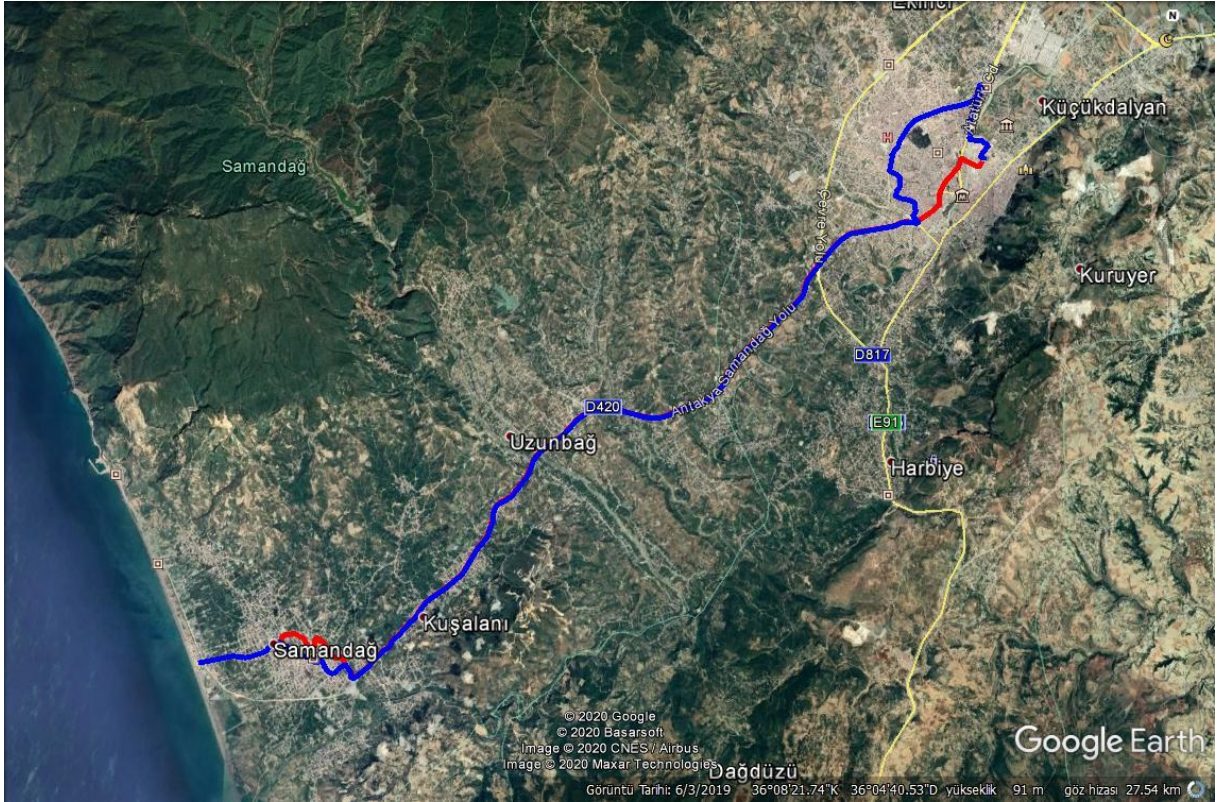 Ekinci
N
Küçükdalyan
Atatürk Cd
H
Samandağ
Çevre Yolu
Kuruyer
D817
Antakya Samandağ Yolu
D420
E91
Uzunbağ
Harbiye
Kuşalanı
Samandağ
© 2020 Google
© 2020 Basarsoft
Image © 2020 CNES / Airbus
Image © 2020 Maxar Technologies
Google Earth
Dağdüzü
Görüntü Tarihi: 6/3/2019 36°08'21.74"K 36°04'40.53"D yükseklik 91 m göz hizası 27.54 km